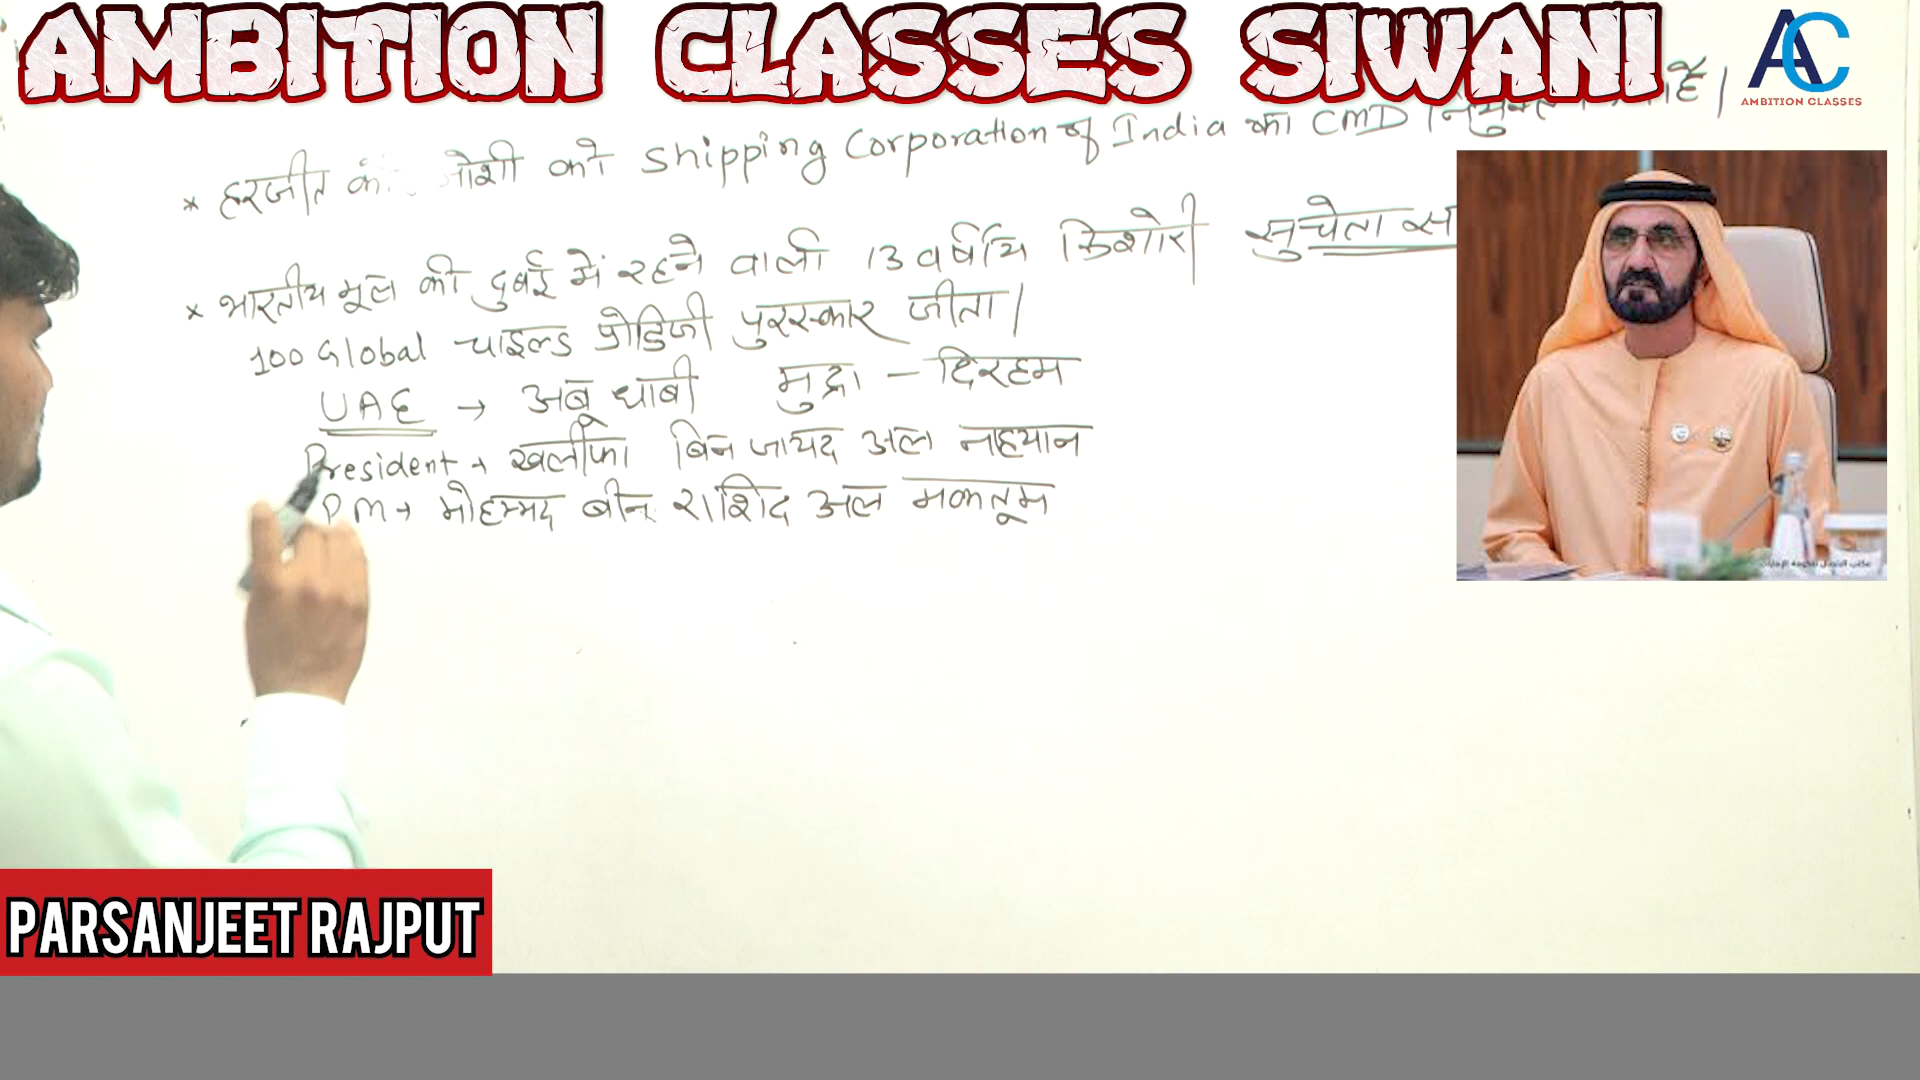 AMBITION CLASSES SIWANI
AC
AMBITION CLASSES
* हरजीत जोशी को Shipping Corporation of India का CMD है।
* भारतीय मूल की दुबई में रहने वाली 13 वर्षीय किशोरी सुचेता
100 Global चाइल्ड प्रोडिजी पुरस्कार जीता।
UAE → अबू धाबी मुद्रा - दिरहम
President → खलीफा बिन जायद अल नाहयान
PM → मोहम्मद बीन राशिद अल मकतूम
PARSANJEET RAJPUT